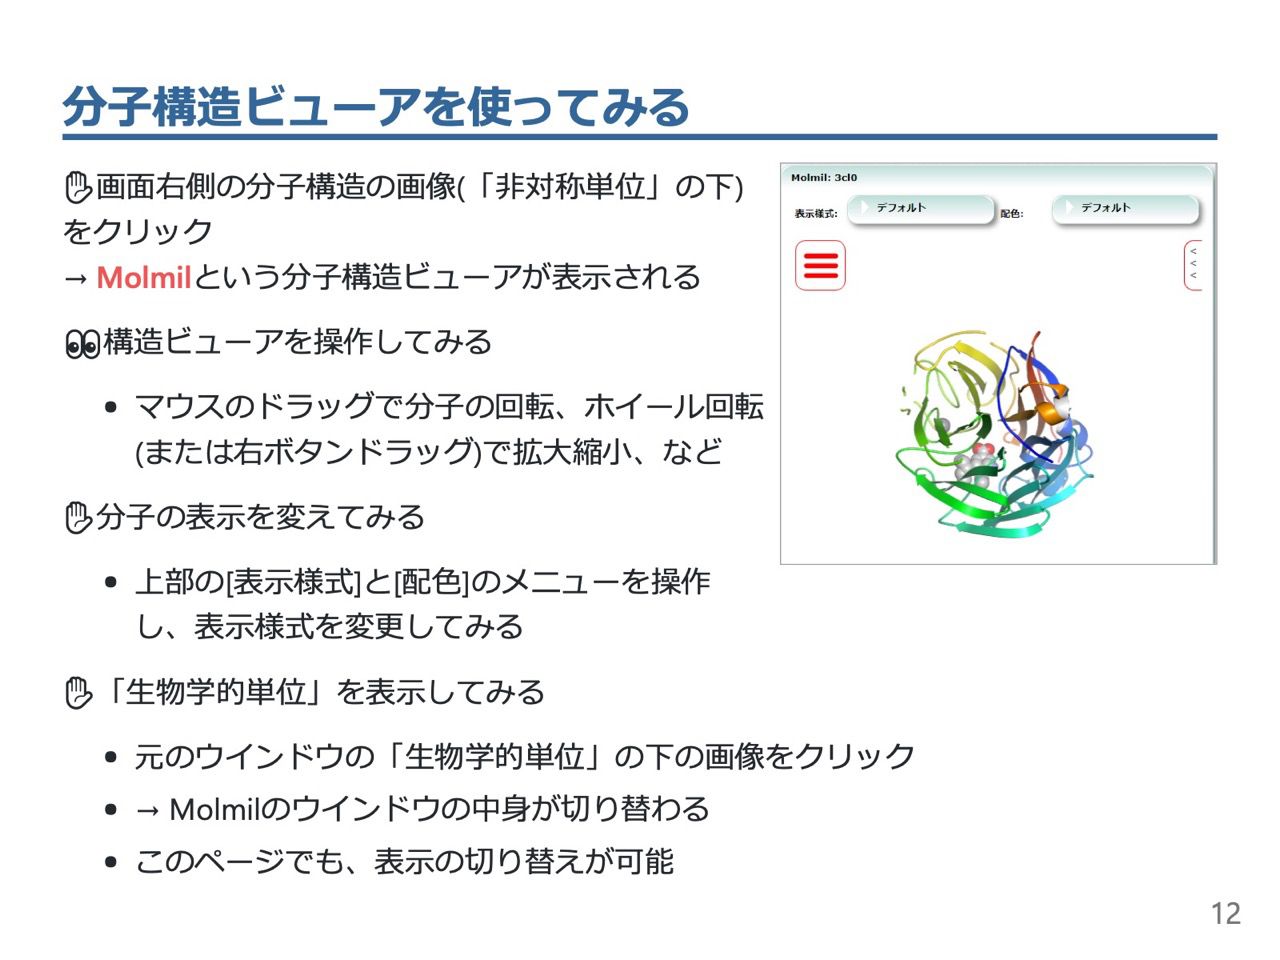 分子構造ビューアを使ってみる
✋画面右側の分子構造の画像(「非対称単位」の下)
をクリック
→ Molmilという分子構造ビューアが表示される
👀構造ビューアを操作してみる
• マウスのドラッグで分子の回転、ホイール回転
(または右ボタンドラッグ)で拡大縮小、など
✋分子の表示を変えてみる
• 上部の[表示様式]と[配色]のメニューを操作
し、表示様式を変更してみる
✋「生物学的単位」を表示してみる
• 元のウインドウの「生物学的単位」の下の画像をクリック
• → Molmilのウインドウの中身が切り替わる
• このページでも、表示の切り替えが可能
Molmil: 3cl0
表示様式: デフォルト 配色: デフォルト
<
<
<
12